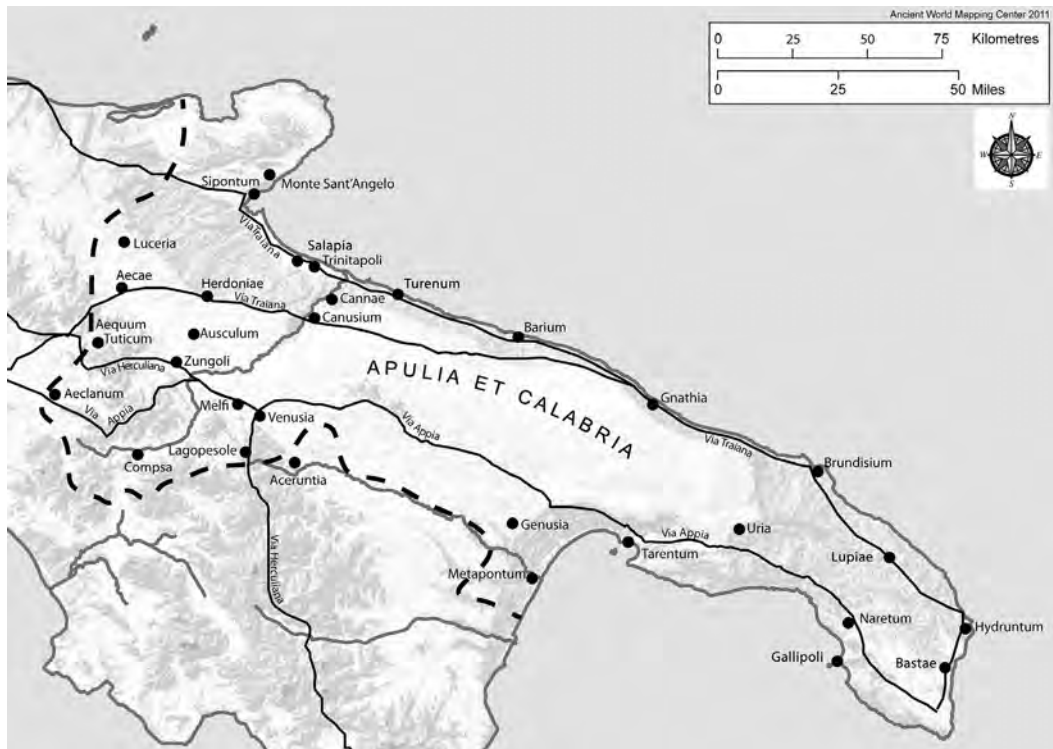 Ancient World Mapping Center 2011
0 25 50 75 Kilometres
0 25 50 Miles
N
W E
S
Monte Sant'Angelo
Sipontum
Via Traiana
Luceria
Salapia
Trinitapoli
Aecae
Herdoniae
Via Traiana
Cannae
Turenum
Canusium
Aequum
Tuticum
Ausculum
Barium
Via Herculiana
Zungoli
APULIA ET CALABRIA
Aeclanum
Via Appia
Melfi
Venusia
Via Appia
Gnathia
Via Traiana
Compsa
Lagopesole
Aceruntia
Brundisium
Genusia
Via Appia
Uria
Via Herculiana
Tarentum
Lupiae
Metapontum
Naretum
Hydruntum
Gallipoli
Bastae